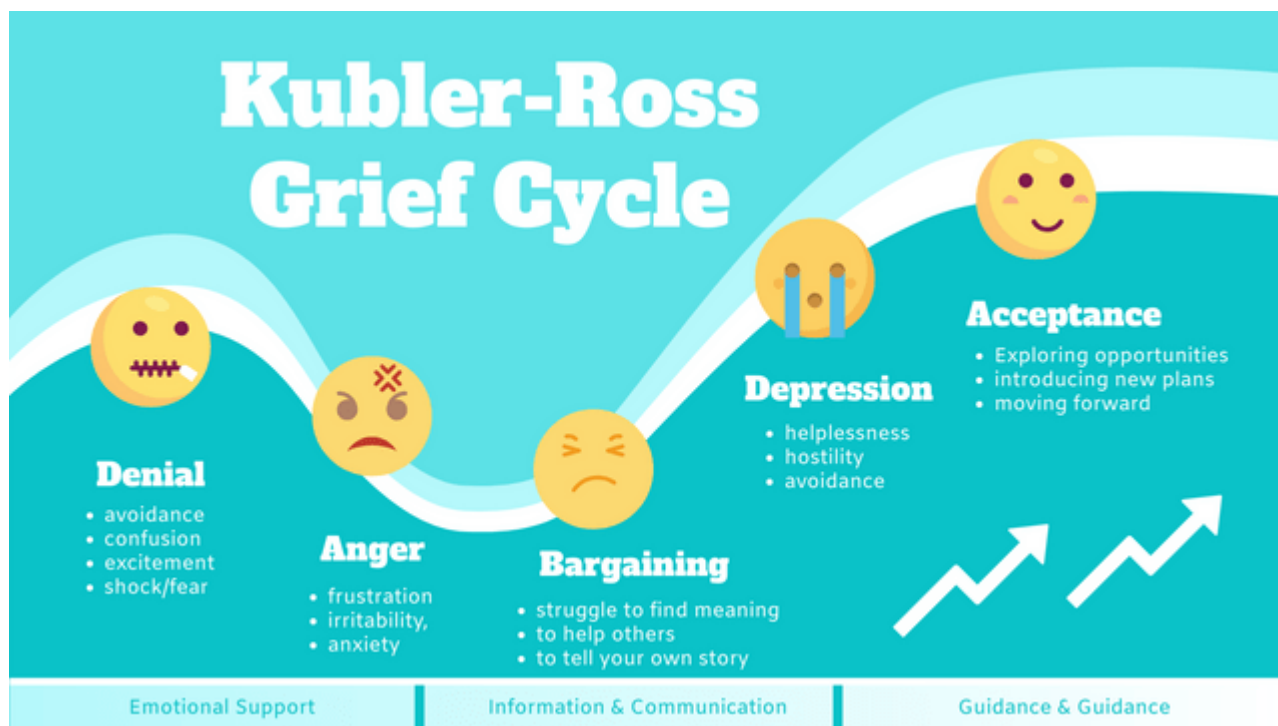 Kubler-Ross
Grief Cycle
Denial
• avoidance
• confusion
• excitement
• shock/fear
Anger
• frustration
• irritability,
• anxiety
Bargaining
• struggle to find meaning
• to help others
• to tell your own story
Depression
• helplessness
• hostility
• avoidance
Acceptance
• Exploring opportunities
• introducing new plans
• moving forward
Emotional Support
Information & Communication
Guidance & Guidance